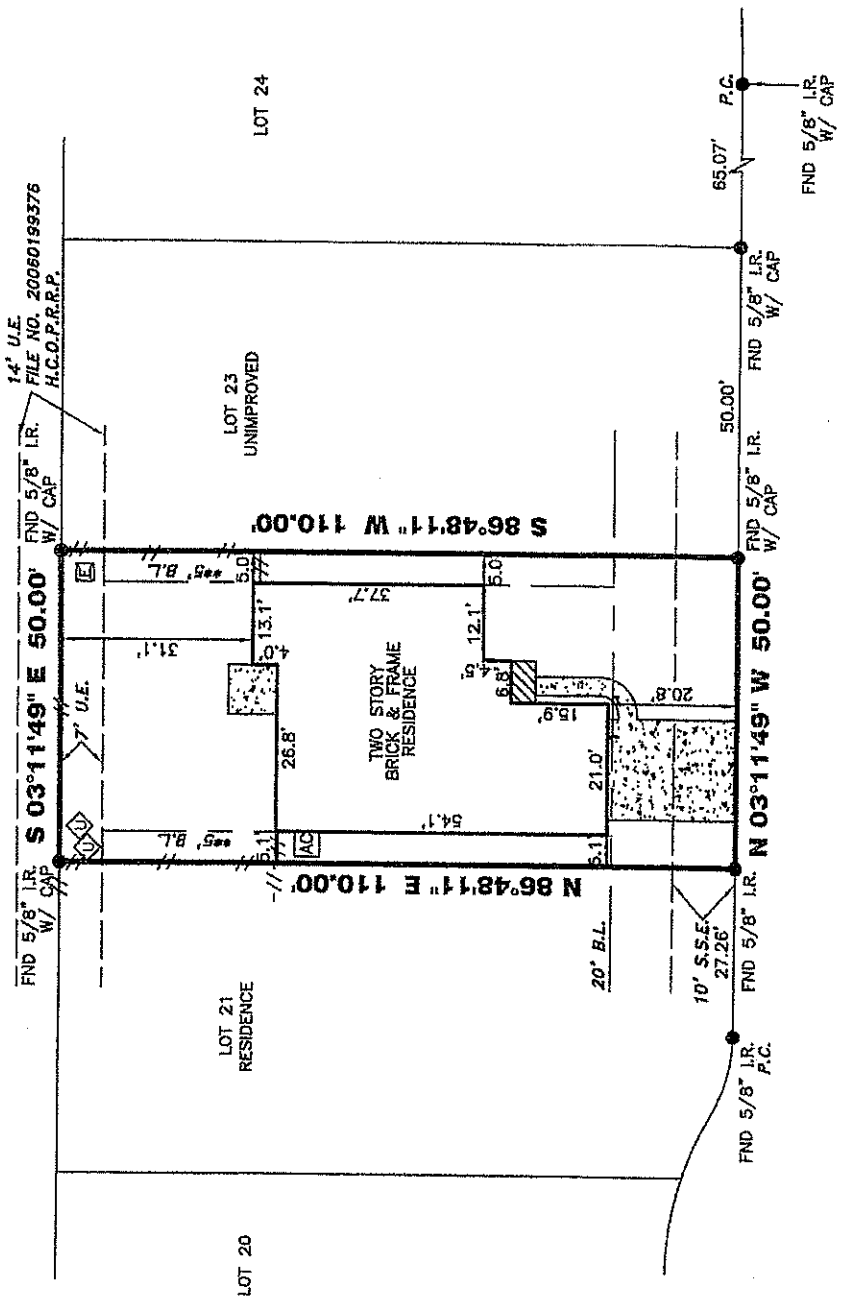 14' U.E.
FILE NO. 20060199376
H.C.O.P.R.R.P.
FND 5/8" I.R.
W/ CAP
S 03°11'49" E 50.00'
FND 5/8" I.R.
W/ CAP
7' U.E.
U
U
E
**5' B.L.
**5' B.L.
31.1'
5.0
13.1'
4.0'
26.8'
5.1
AC
LOT 20
LOT 21
RESIDENCE
LOT 23
UNIMPROVED
LOT 24
N 86°48'11" E 110.00'
S 86°48'11" W 110.00'
37.7'
54.1'
TWO STORY
BRICK & FRAME
RESIDENCE
5.0
12.1'
4.5'
6.8'
15.9'
21.0'
5.1
20.8'
20' B.L.
10' S.S.E.
27.26'
FND 5/8" I.R.
P.C.
FND 5/8" I.R.
N 03°11'49" W 50.00'
FND 5/8" I.R.
W/ CAP
50.00'
FND 5/8" I.R.
W/ CAP
65.07'
P.C.
FND 5/8" I.R.
W/ CAP